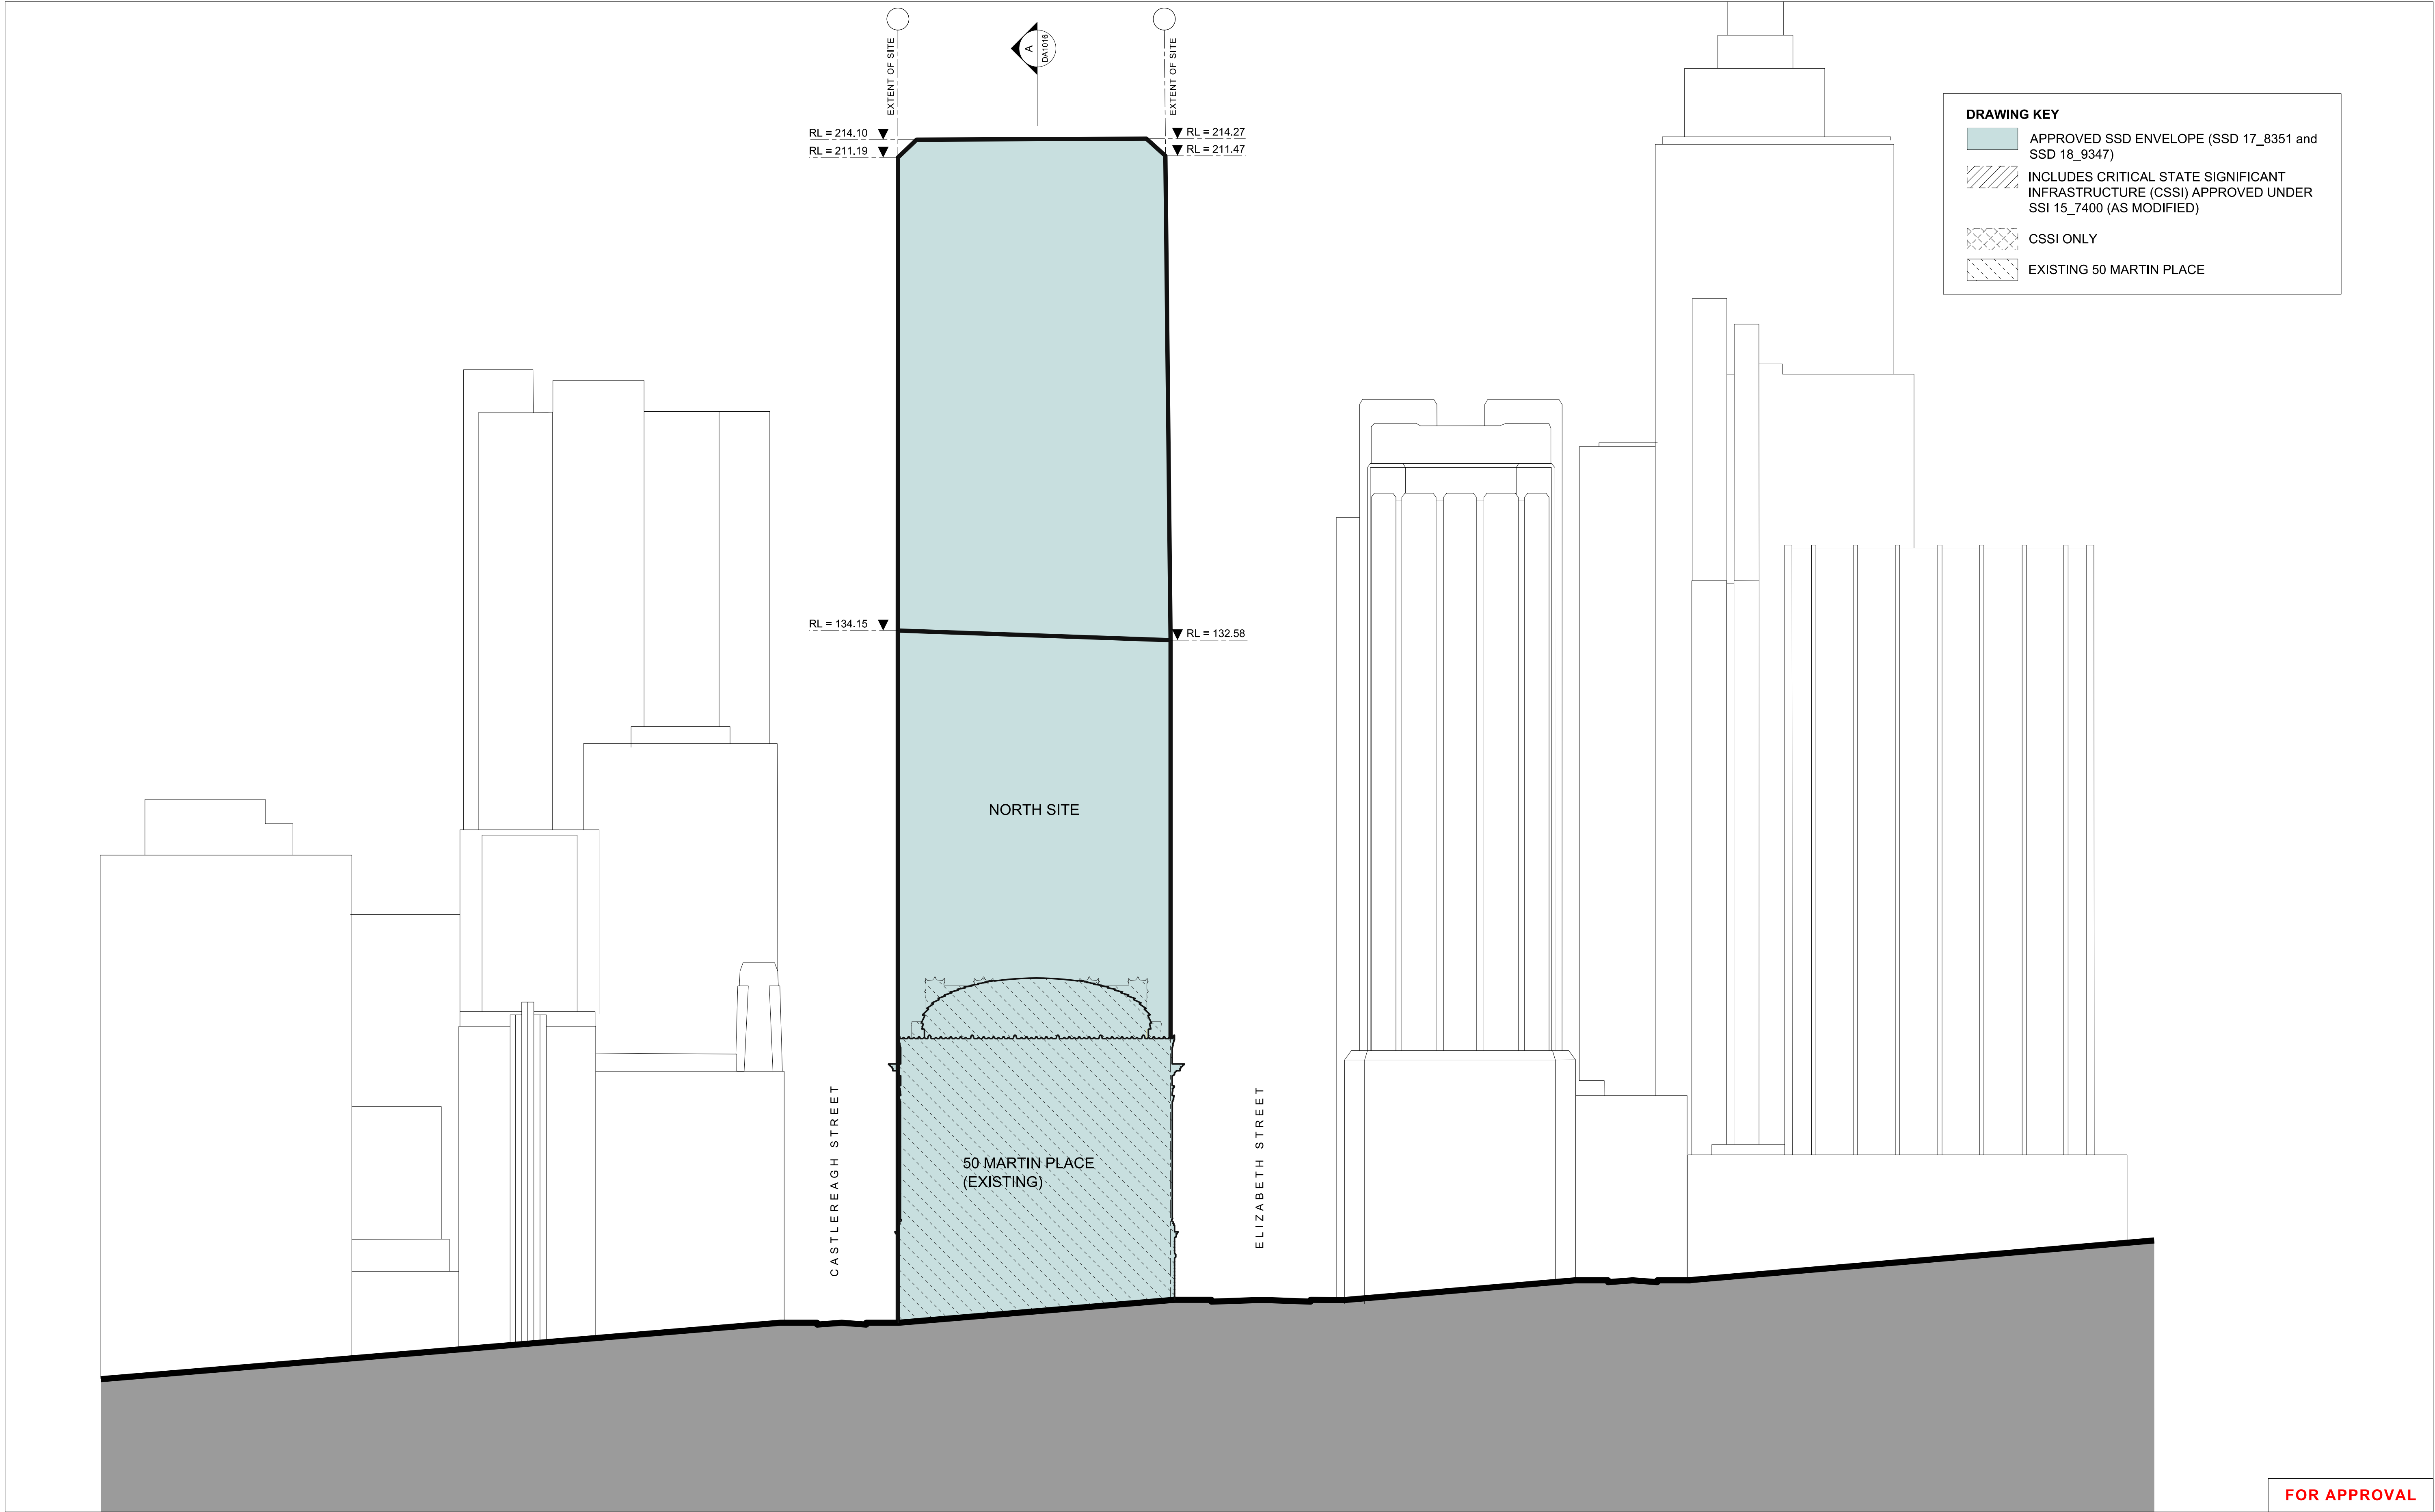 EXTENT OF SITE
A
DA1016
EXTENT OF SITE
RL = 214.10
RL = 214.27
RL = 211.19
RL = 211.47
DRAWING KEY
APPROVED SSD ENVELOPE (SSD 17_8351 and
SSD 18_9347)
INCLUDES CRITICAL STATE SIGNIFICANT
INFRASTRUCTURE (CSSI) APPROVED UNDER
SSI 15_7400 (AS MODIFIED)
CSSI ONLY
EXISTING 50 MARTIN PLACE
RL = 134.15
RL = 132.58
NORTH SITE
CASTLEREAGH STREET
50 MARTIN PLACE
(EXISTING)
ELIZABETH STREET
FOR APPROVAL